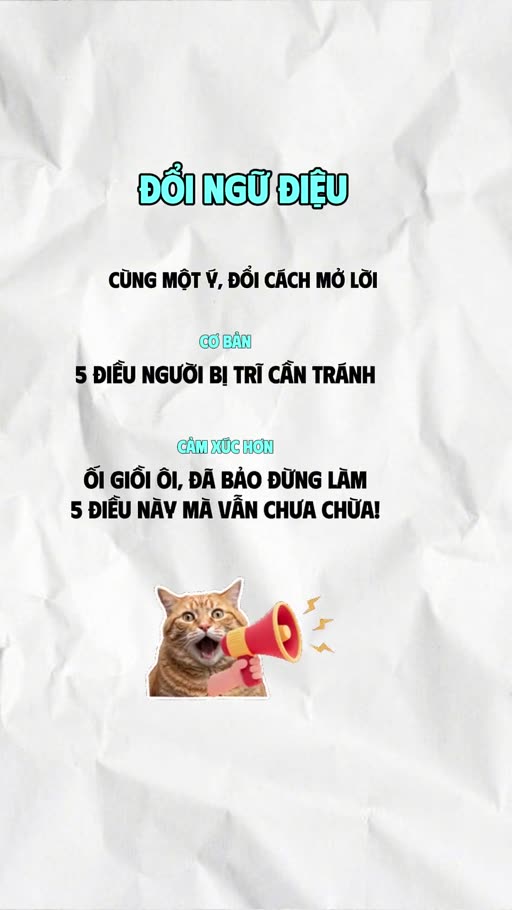 ĐỔI NGỮ ĐIỆU
CÙNG MỘT Ý, ĐỔI CÁCH MỞ LỜI
CƠ BẢN
5 ĐIỀU NGƯỜI BỊ TRĨ CẦN TRÁNH
CẢM XÚC HƠN
ỐI GIỒI ÔI, ĐÃ BẢO ĐỪNG LÀM
5 ĐIỀU NÀY MÀ VẪN CHƯA CHỪA!